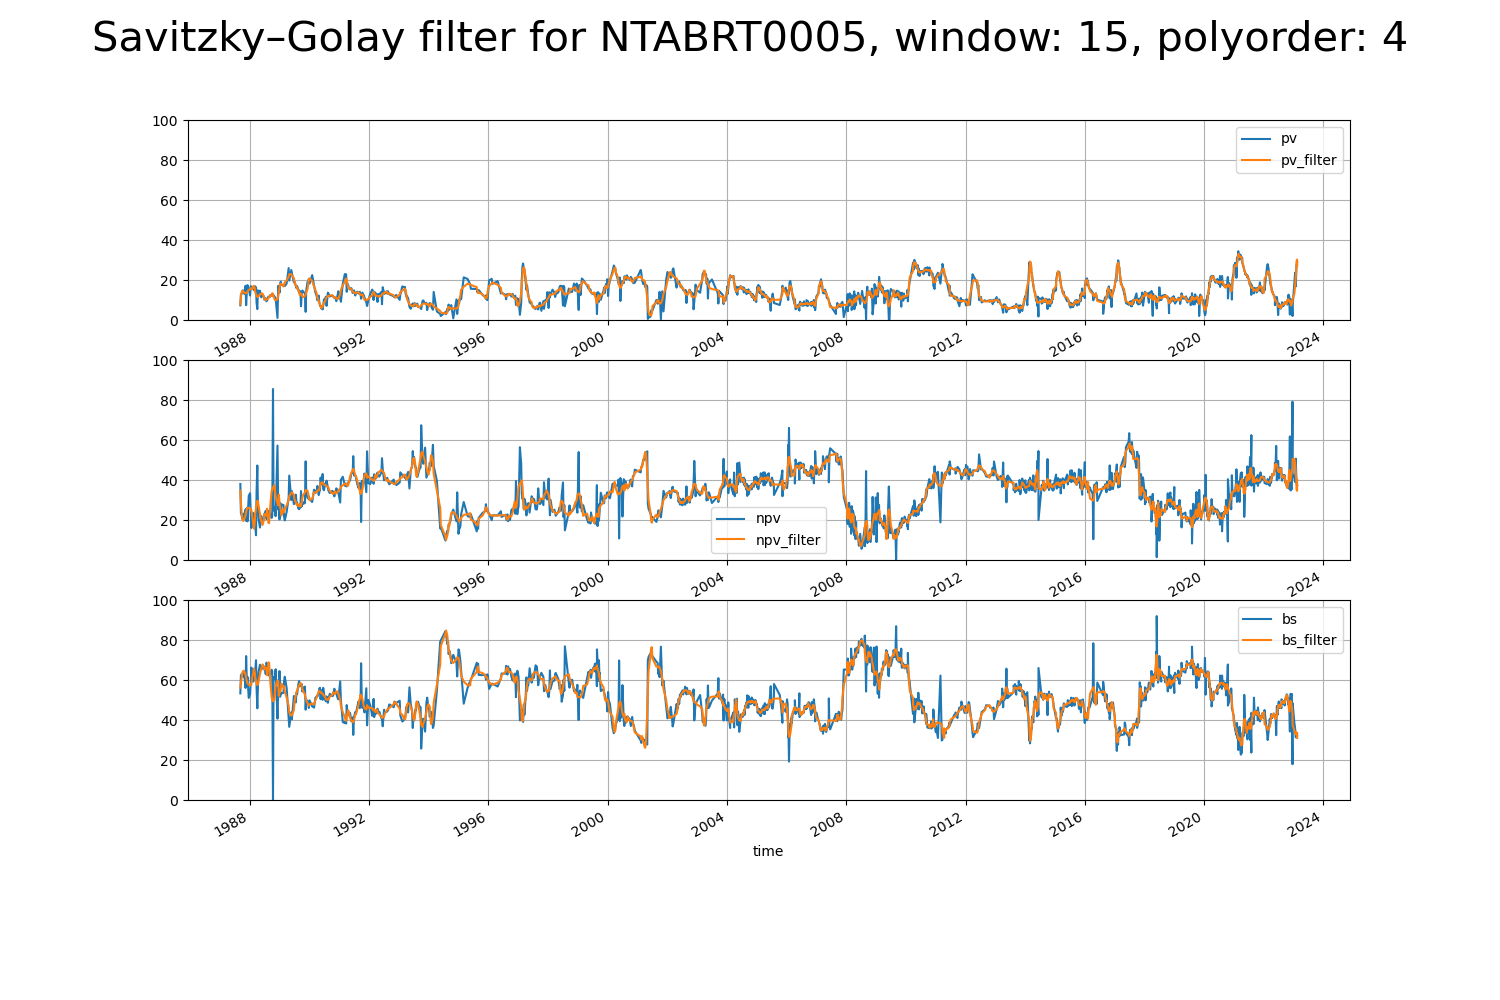 Savitzky–Golay filter for NTABRT0005, window: 15, polyorder: 4
100
80
60
40
20
0
pv
pv_filter
1988 1992 1996 2000 2004 2008 2012 2016 2020 2024
100
80
60
40
20
0
npv
npv_filter
1988 1992 1996 2000 2004 2008 2012 2016 2020 2024
100
80
60
40
20
0
bs
bs_filter
1988 1992 1996 2000 2004 2008 2012 2016 2020 2024
time